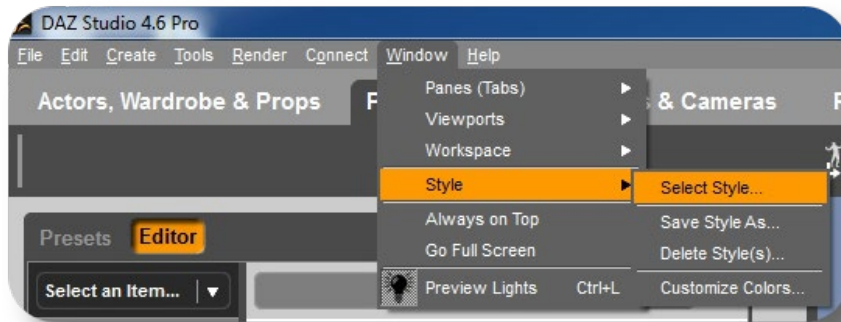 DAZ Studio 4.6 Pro
File Edit Create Tools Render Connect Window Help
Actors, Wardrobe & Props
& Cameras
Panes (Tabs)
Viewports
Workspace
Style
Select Style...
Always on Top
Save Style As...
Go Full Screen
Delete Style(s)...
Preview Lights Ctrl+L
Customize Colors...
Presets Editor
Select an Item...